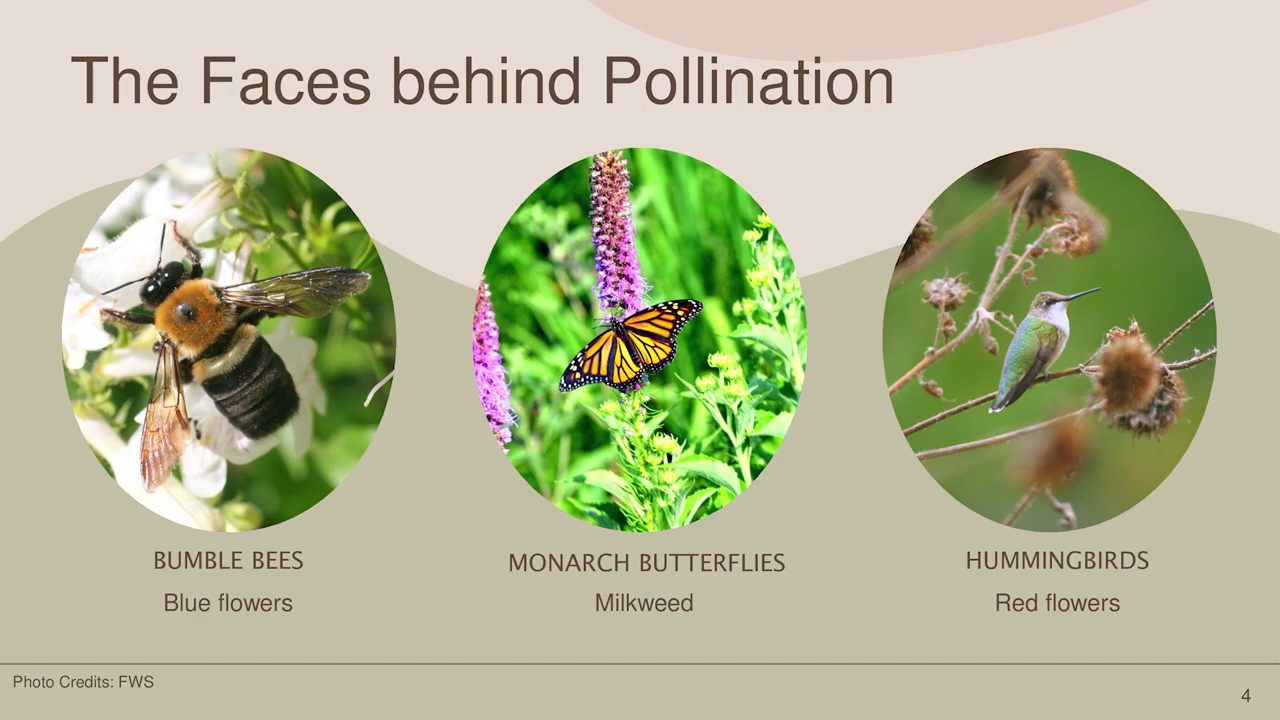 The Faces behind Pollination
BUMBLE BEES
Blue flowers
MONARCH BUTTERFLIES
Milkweed
HUMMINGBIRDS
Red flowers
Photo Credits: FWS
4